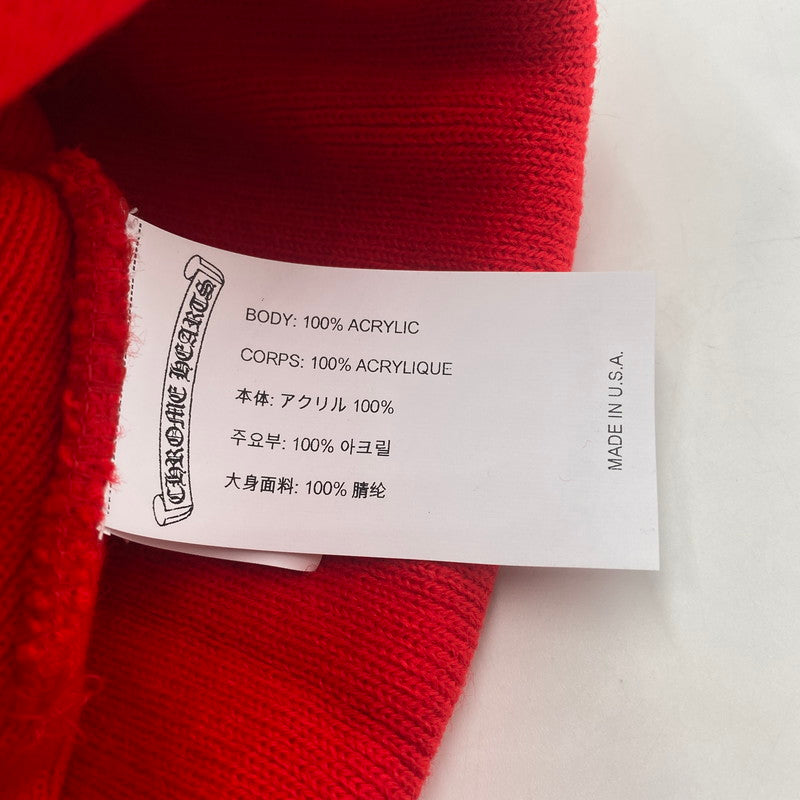 CHROME HEARTS
BODY: 100% ACRYLIC
CORPS: 100% ACRYLIQUE
本体: アクリル 100%
주요부: 100% 아크릴
大身面料: 100% 腈纶
MADE IN U.S.A.